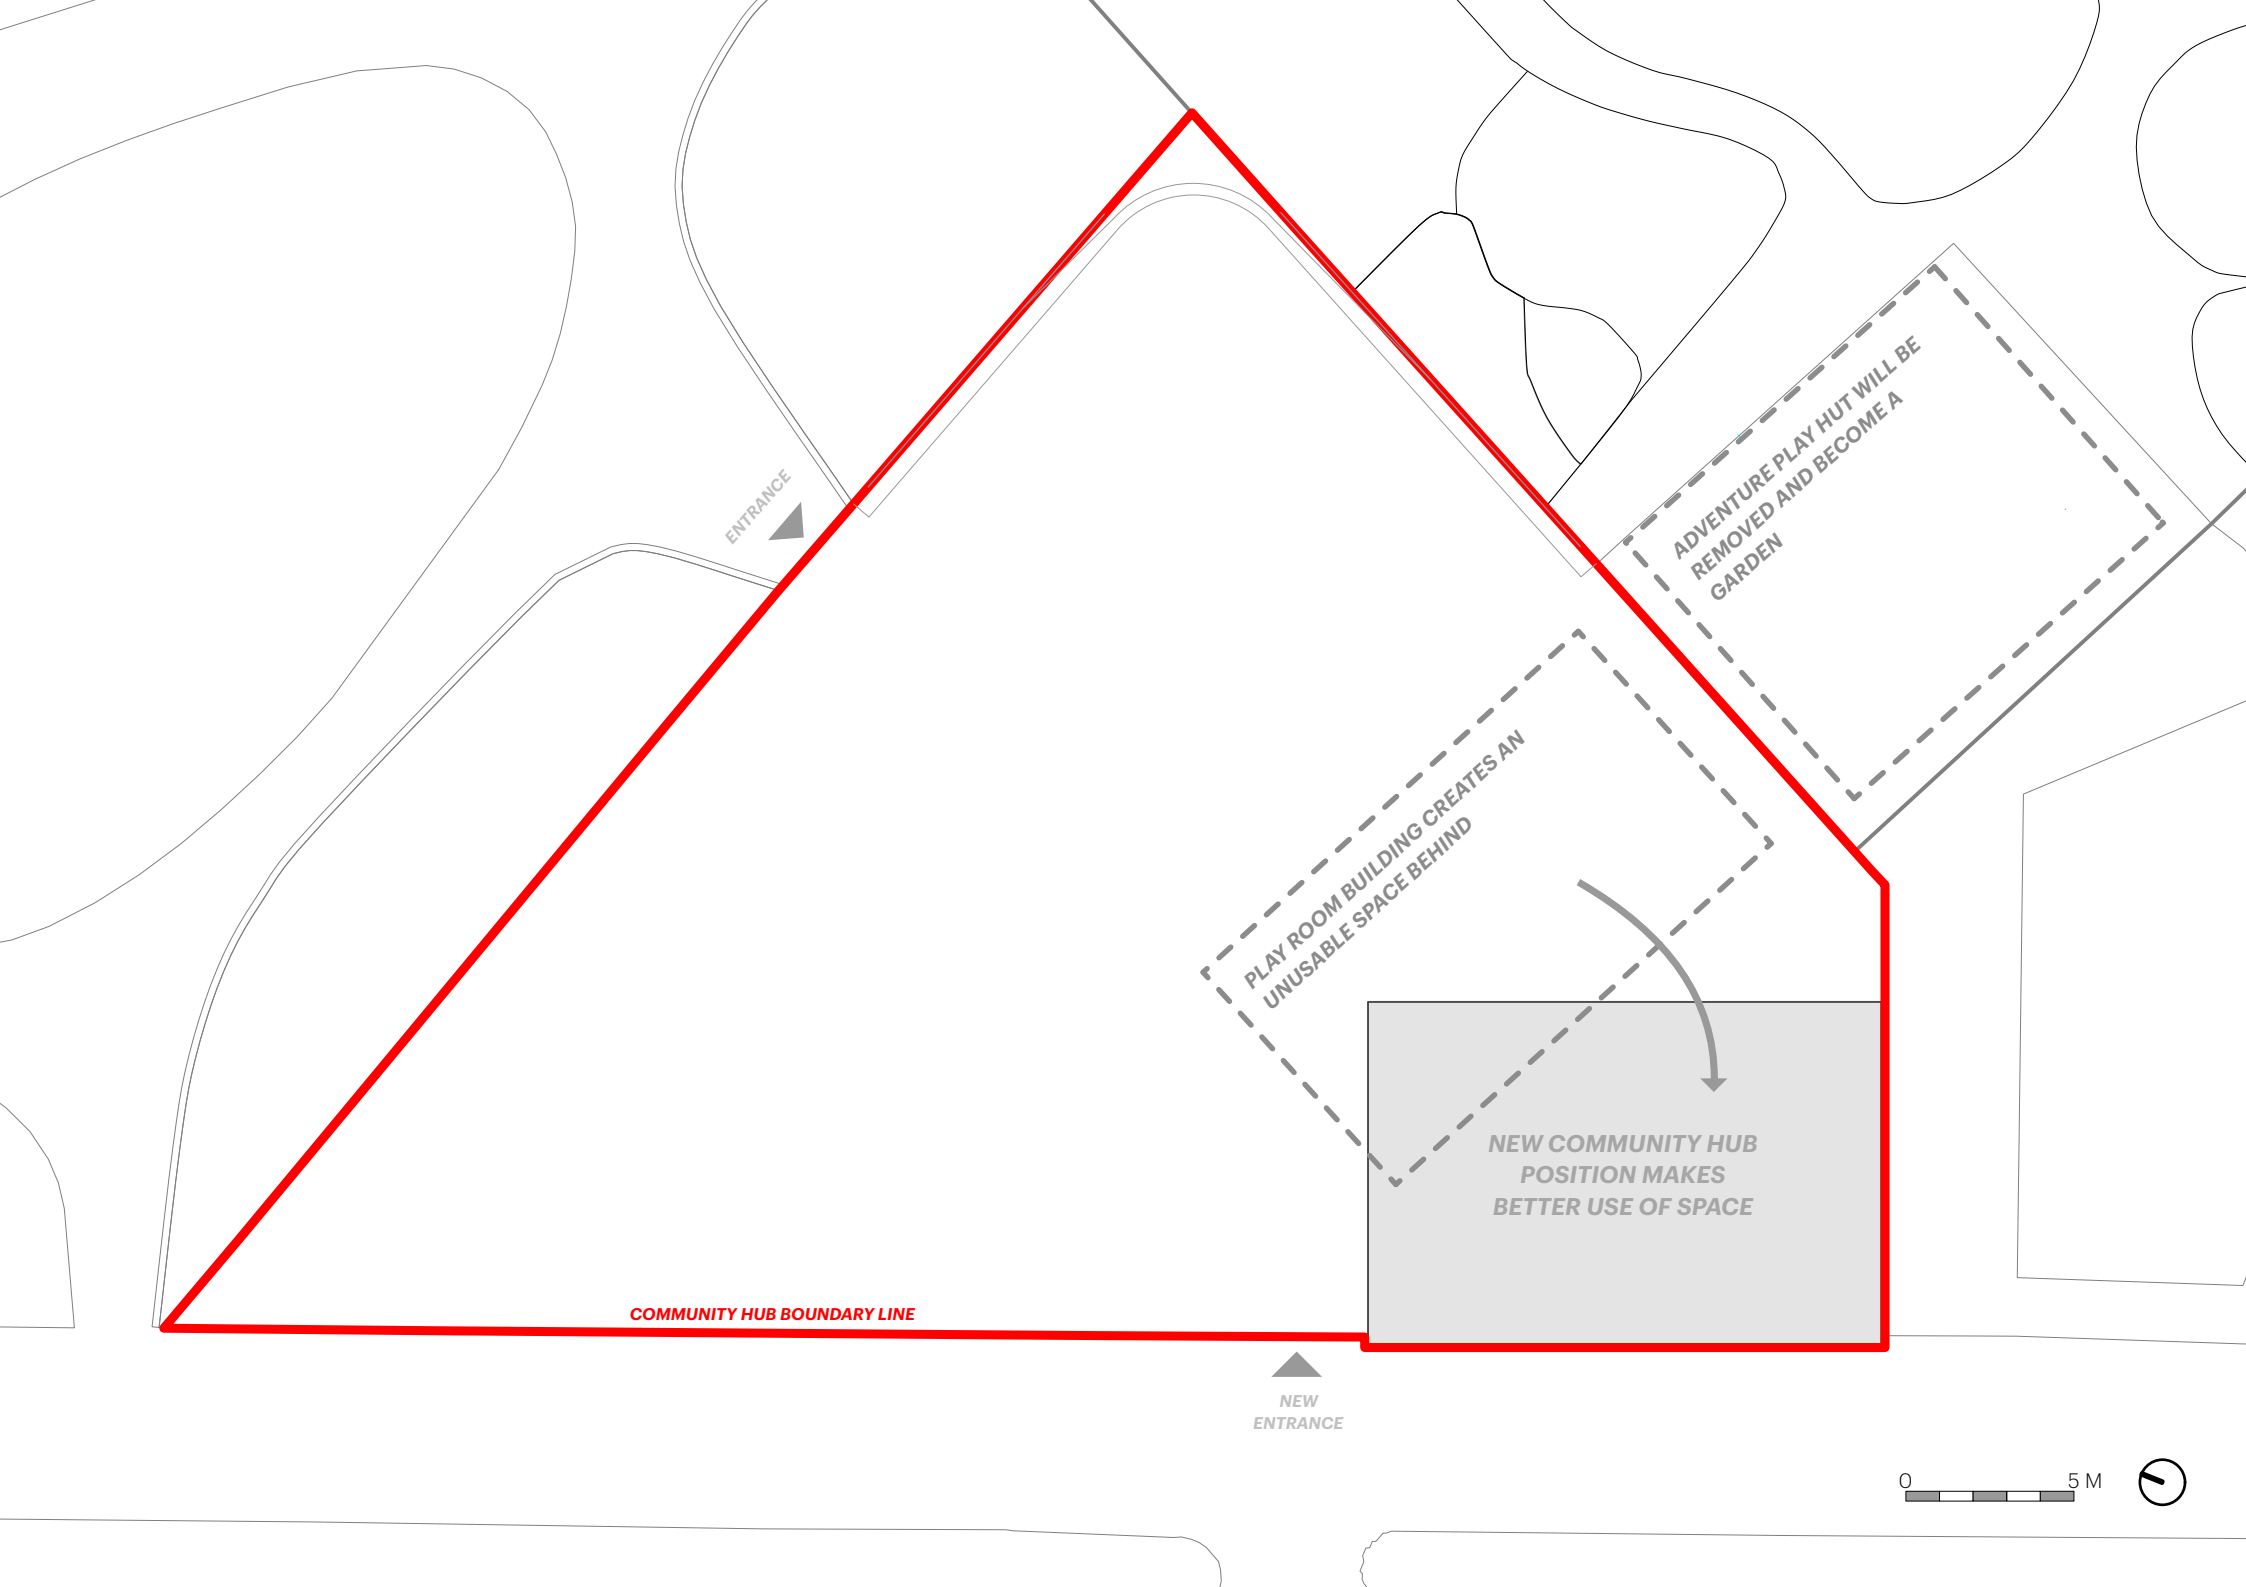 ENTRANCE
ADVENTURE PLAY HUT WILL BE
REMOVED AND BECOME A
GARDEN
PLAY ROOM BUILDING CREATES AN
UNUSABLE SPACE BEHIND
NEW COMMUNITY HUB
POSITION MAKES
BETTER USE OF SPACE
COMMUNITY HUB BOUNDARY LINE
NEW
ENTRANCE
0 5 M